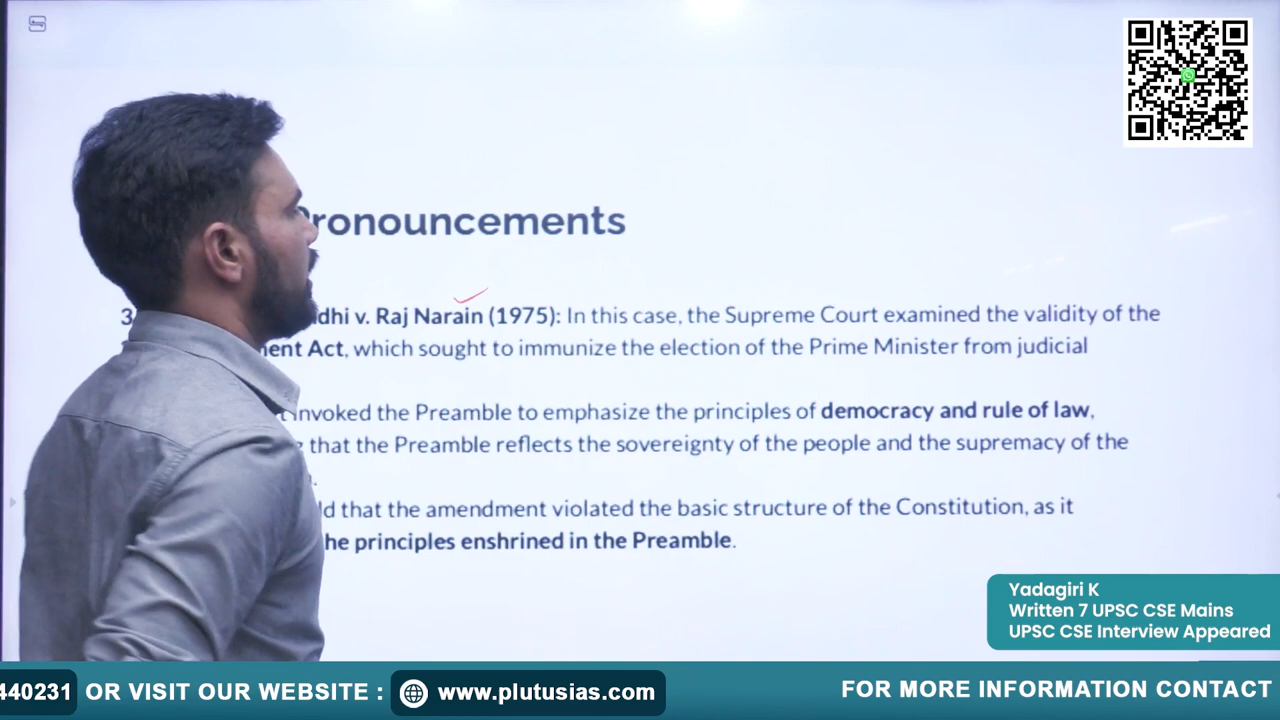 Pronouncements
3 dhi v. Raj Narain (1975): In this case, the Supreme Court examined the validity of the
ent Act, which sought to immunize the election of the Prime Minister from judicial
invoked the Preamble to emphasize the principles of democracy and rule of law,
that the Preamble reflects the sovereignty of the people and the supremacy of the
ld that the amendment violated the basic structure of the Constitution, as it
he principles enshrined in the Preamble.
Yadagiri K
Written 7 UPSC CSE Mains
UPSC CSE Interview Appeared
440231 OR VISIT OUR WEBSITE : www.plutusias.com FOR MORE INFORMATION CONTACT